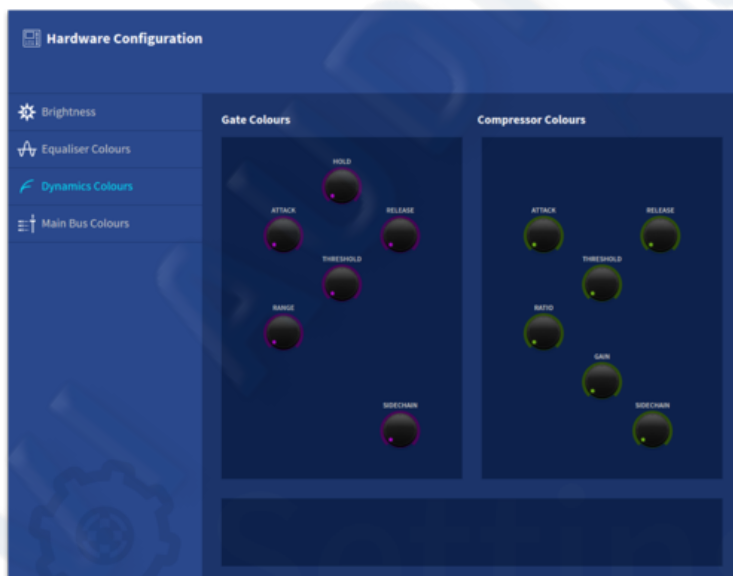 Hardware Configuration
Brightness
Equaliser Colours
Dynamics Colours
Main Bus Colours
Gate Colours
HOLD
ATTACK
RELEASE
THRESHOLD
RANGE
SIDECHAIN
Compressor Colours
ATTACK
RELEASE
THRESHOLD
RATIO
GAIN
SIDECHAIN